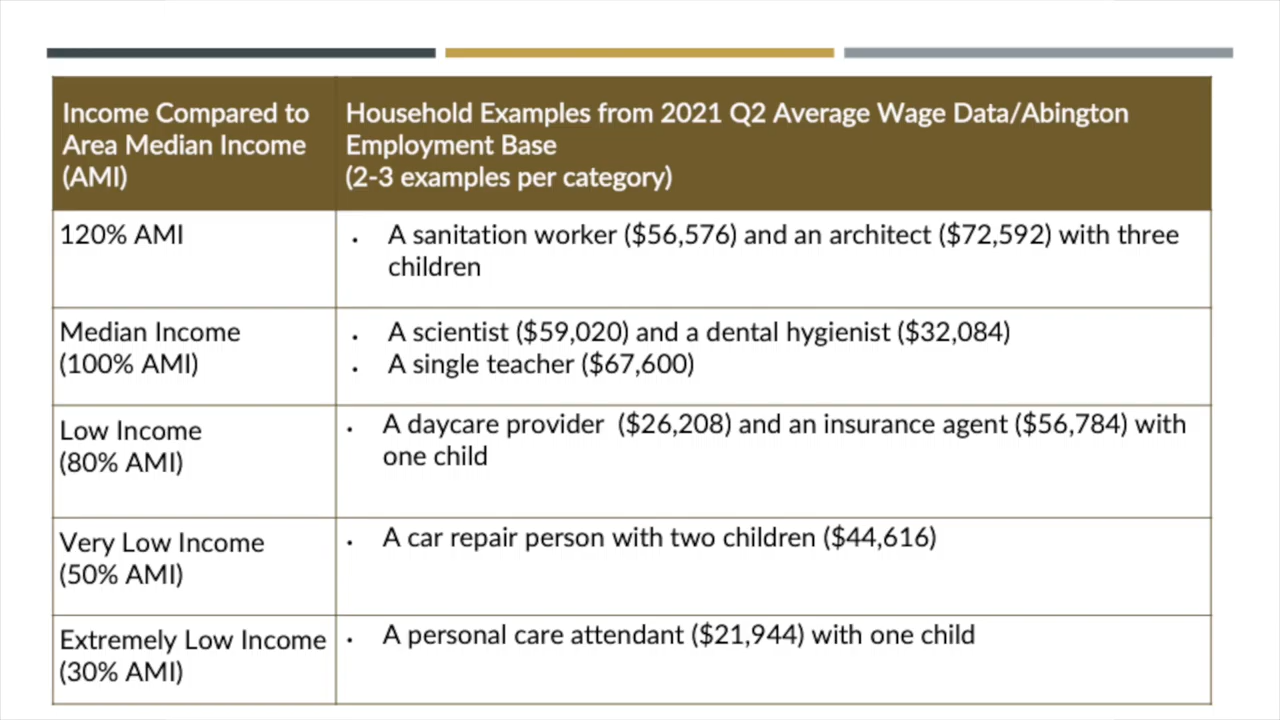 Income Compared to
Area Median Income
(AMI)
Household Examples from 2021 Q2 Average Wage Data/Abington
Employment Base
(2-3 examples per category)
120% AMI
• A sanitation worker ($56,576) and an architect ($72,592) with three
children
Median Income
(100% AMI)
• A scientist ($59,020) and a dental hygienist ($32,084)
• A single teacher ($67,600)
Low Income
(80% AMI)
• A daycare provider  ($26,208) and an insurance agent ($56,784) with
one child
Very Low Income
(50% AMI)
• A car repair person with two children ($44,616)
Extremely Low Income
(30% AMI)
• A personal care attendant ($21,944) with one child